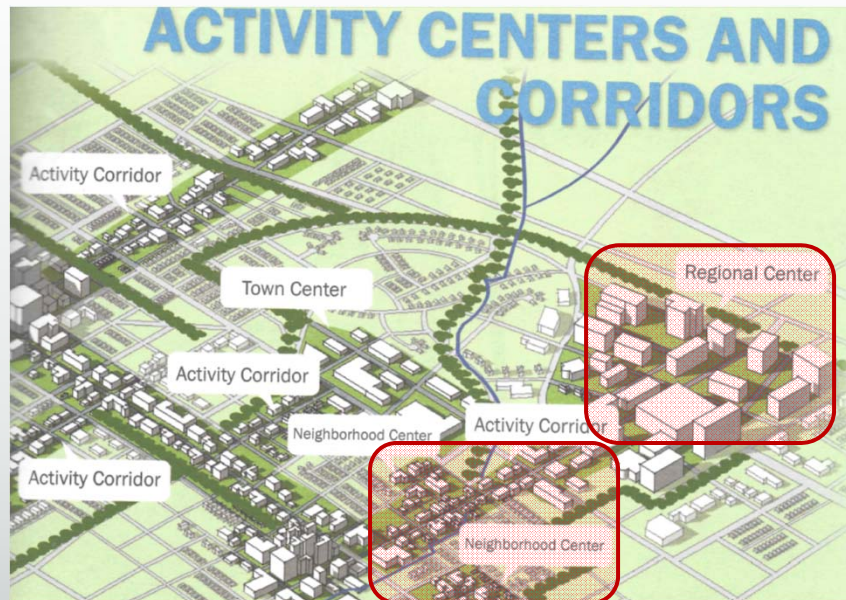 ACTIVITY CENTERS AND
CORRIDORS
Activity Corridor
Regional Center
Town Center
Activity Corridor
Neighborhood Center
Activity Corridor
Activity Corridor
Neighborhood Center